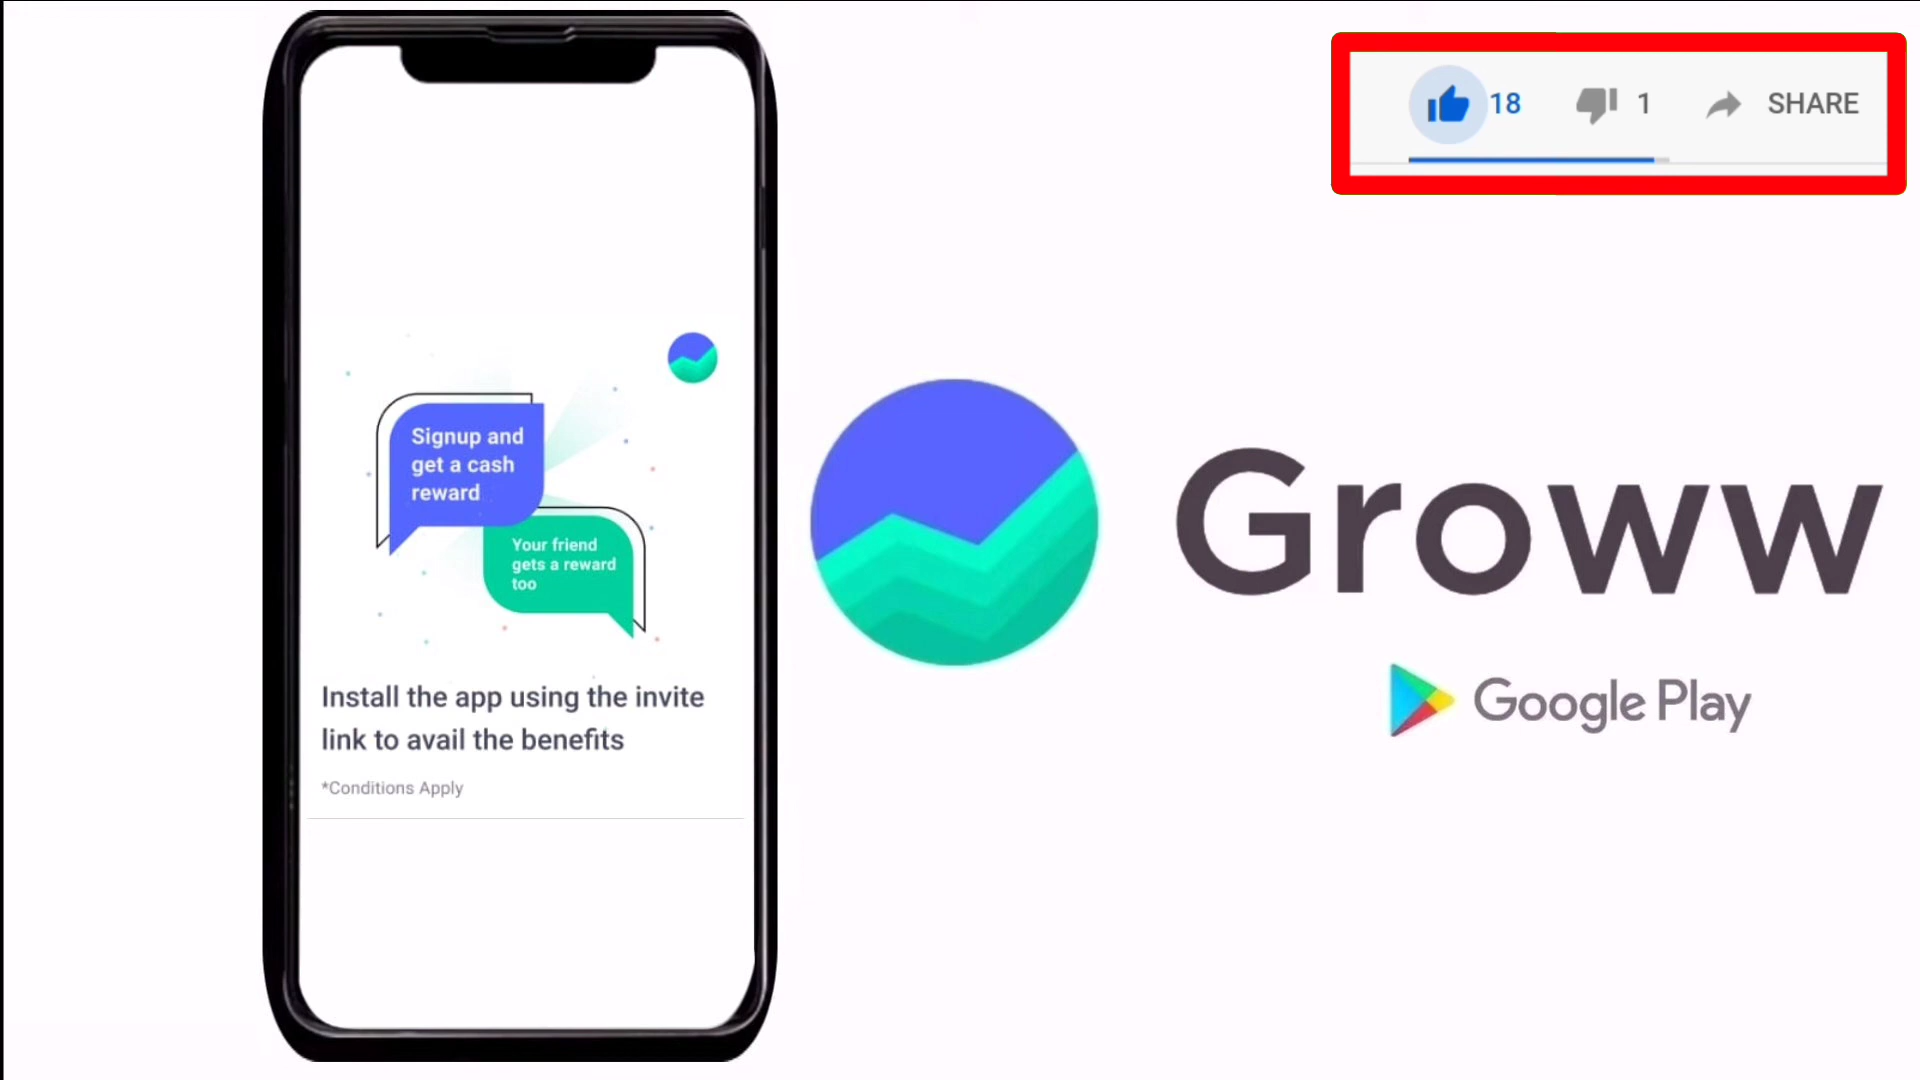 18 1 SHARE
Signup and
get a cash
reward
Your friend
gets a reward
too
Install the app using the invite
link to avail the benefits
*Conditions Apply
Groww
Google Play